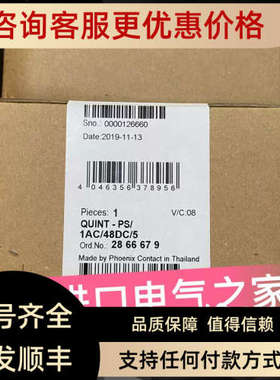 咨询客服更优惠价格
Sno.: 0000126660
Date:2019-11-13
4 046356 378956
Pieces: 1
V/C:08
QUINT - PS/
1AC/48DC/5
Ord.No.: 28 66 67 9
Made by Phoenix Contact in Thailand
进口电气之家
品质保障 值得信赖
支持任何付款方式
发顺丰